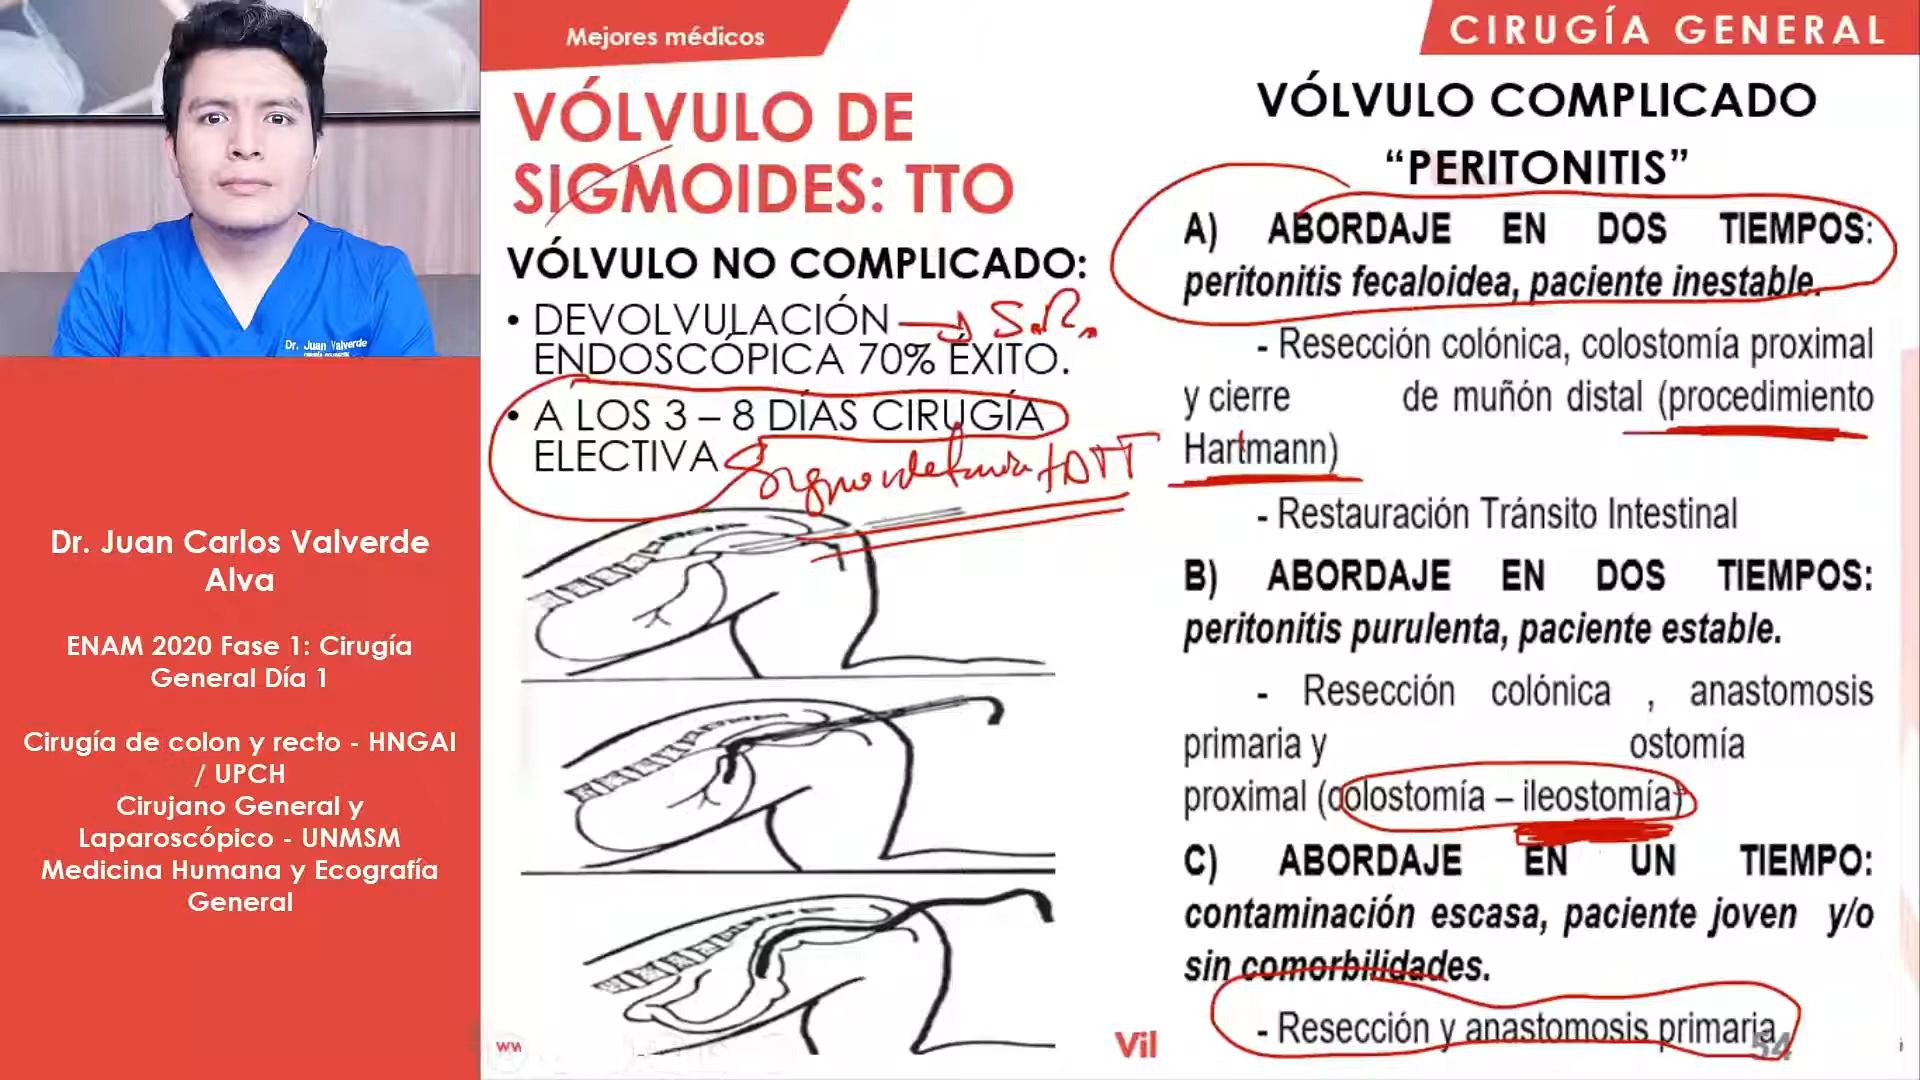 Mejores médicos
CIRUGÍA GENERAL
VÓLVULO DE
SIGMOIDES: TTO
VÓLVULO NO COMPLICADO:
• DEVOLVULACIÓN → S.R.
ENDOSCÓPICA 70% ÉXITO.
• A LOS 3 – 8 DÍAS CIRUGÍA
ELECTIVA
VÓLVULO COMPLICADO
“PERITONITIS”
A) ABORDAJE EN DOS TIEMPOS:
peritonitis fecaloidea, paciente inestable.
- Resección colónica, colostomía proximal
y cierre de muñón distal (procedimiento
Hartmann)
- Restauración Tránsito Intestinal
B) ABORDAJE EN DOS TIEMPOS:
peritonitis purulenta, paciente estable.
- Resección colónica , anastomosis
primaria y ostomía
proximal (colostomía – ileostomía)
C) ABORDAJE EN UN TIEMPO:
contaminación escasa, paciente joven y/o
sin comorbilidades.
- Resección y anastomosis primaria
Vil
54
Dr. Juan Valverde
Dr. Juan Carlos Valverde
Alva
ENAM 2020 Fase 1: Cirugía
General Día 1
Cirugía de colon y recto - HNGAI
/ UPCH
Cirujano General y
Laparoscópico - UNMSM
Medicina Humana y Ecografía
General